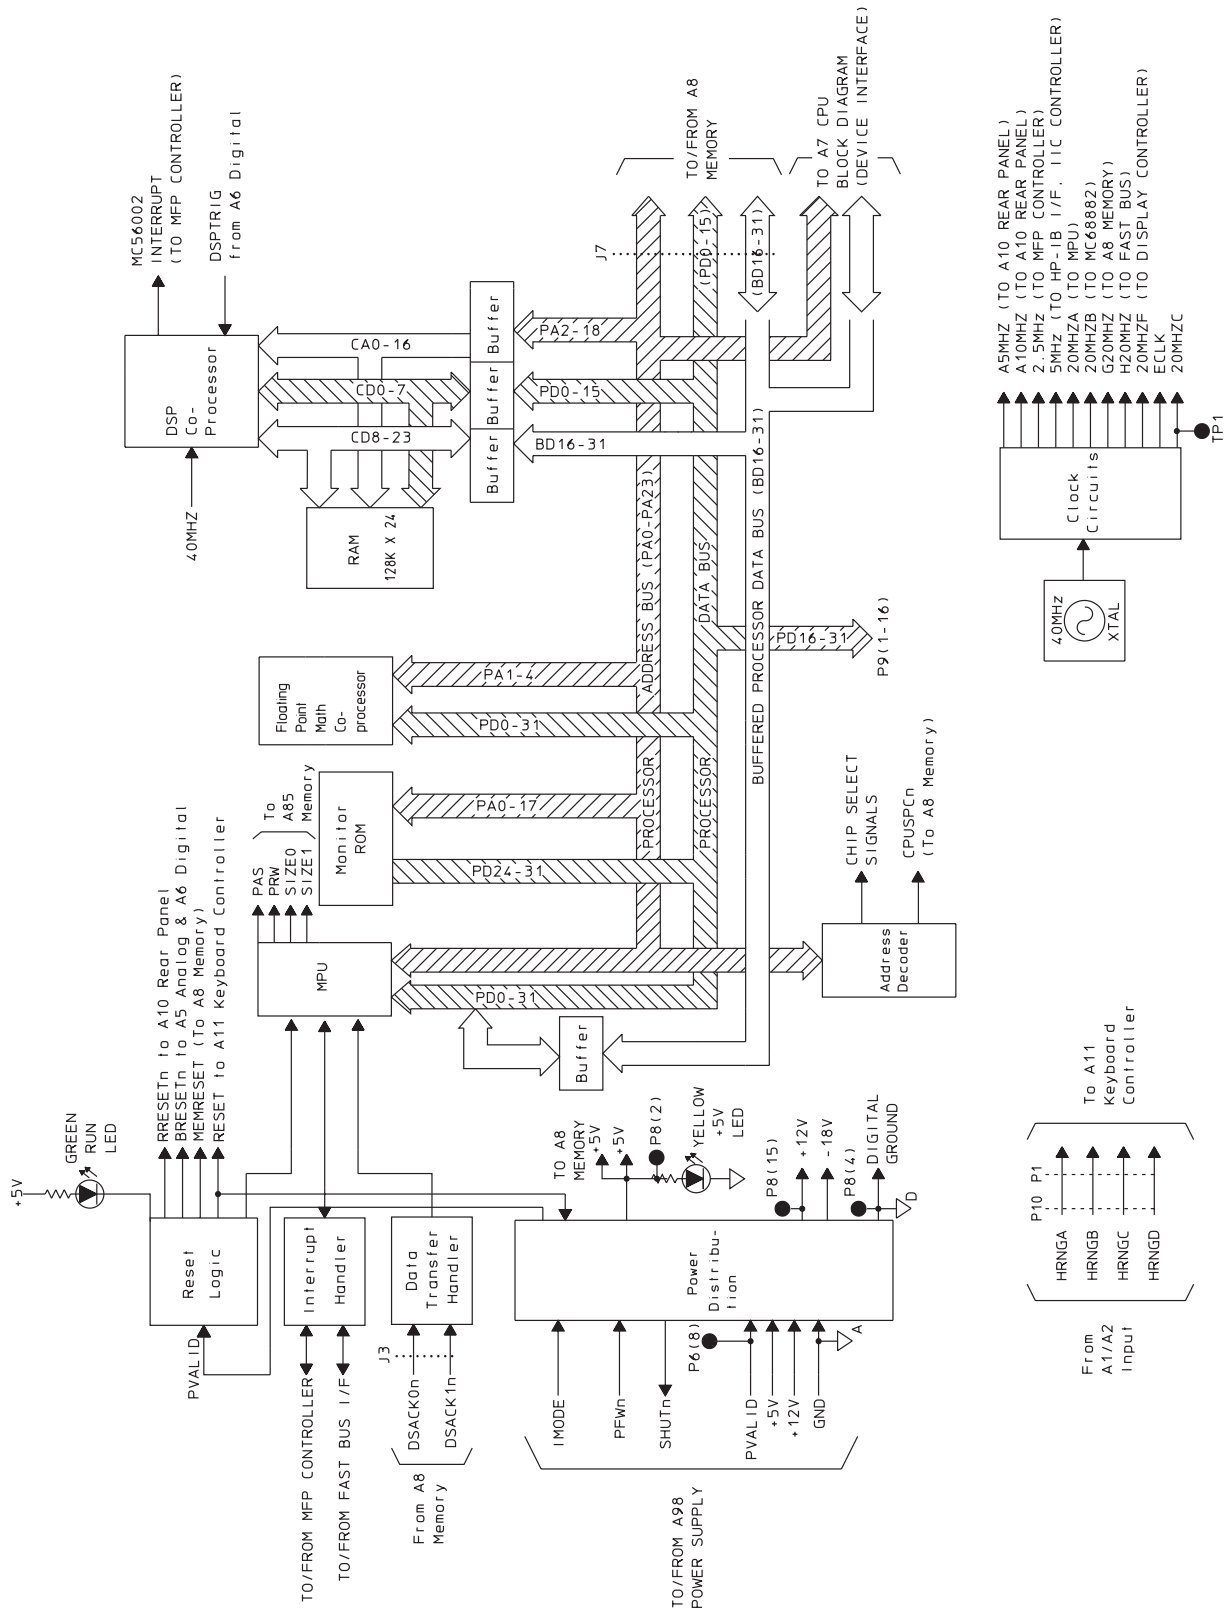 +5V
GREEN
RUN
LED
RRESETn to A10 Rear Panel
BRESETn to A5 Analog & A6 Digital
MEMRESET (To A8 Memory)
RESET to A11 Keyboard Controller
PVALID
Reset
Logic
TO/FROM MFP CONTROLLER
TO/FROM FAST BUS I/F
Interrupt
Handler
From A8
Memory
DSACK0n
DSACK1n
J3
Data
Transfer
Handler
MPU
PAS
PRW
SIZE0
SIZE1
To
A85
Memory
Monitor
ROM
Floating
Point
Math
Co-
processor
40MHZ
DSP
Co-
Processor
MC56002
INTERRUPT
(TO MFP CONTROLLER)
DSPTRIG
from A6 Digital
RAM
128K X 24
CA0-16
CD0-7
CD8-23
Buffer
Buffer
Buffer
PD0-31
PD24-31
PA0-17
PD0-31
PA1-4
BD16-31
PD0-15
PA2-18
Buffer
PROCESSOR
ADDRESS BUS (PA0-PA23)
PROCESSOR
DATA BUS
(PD0-15)
BUFFERED PROCESSOR DATA BUS (BD16-31)
(BD16-31)
J7
TO/FROM A8
MEMORY
TO A7 CPU
BLOCK DIAGRAM
(DEVICE INTERFACE)
PD16-31
P9(1-16)
Address
Decoder
CHIP SELECT
SIGNALS
CPUSPCn
(To A8 Memory)
TO/FROM A98
POWER SUPPLY
IMODE
PFWn
SHUTn
PVALID
+5V
+12V
GND
P6(8)
A
Power
Distribu-
tion
TO A8
MEMORY
+5V
+5V
P8(2)
YELLOW
+5V
LED
P8(15)
+12V
-18V
P8(4)
DIGITAL
GROUND
D
From
A1/A2
Input
HRNGA
HRNGB
HRNGC
HRNGD
P10
P1
To A11
Keyboard
Controller
40MHz
XTAL
Clock
Circuits
A5MHZ (TO A10 REAR PANEL)
A10MHZ (TO A10 REAR PANEL)
2.5MHz (TO MFP CONTROLLER)
5MHz (TO HP-IB I/F, IIC CONTROLLER)
20MHZA (TO MPU)
20MHZB (TO MC68882)
G20MHZ (TO A8 MEMORY)
H20MHZ (TO FAST BUS)
20MHZF (TO DISPLAY CONTROLLER)
ECLK
20MHZC
TP1